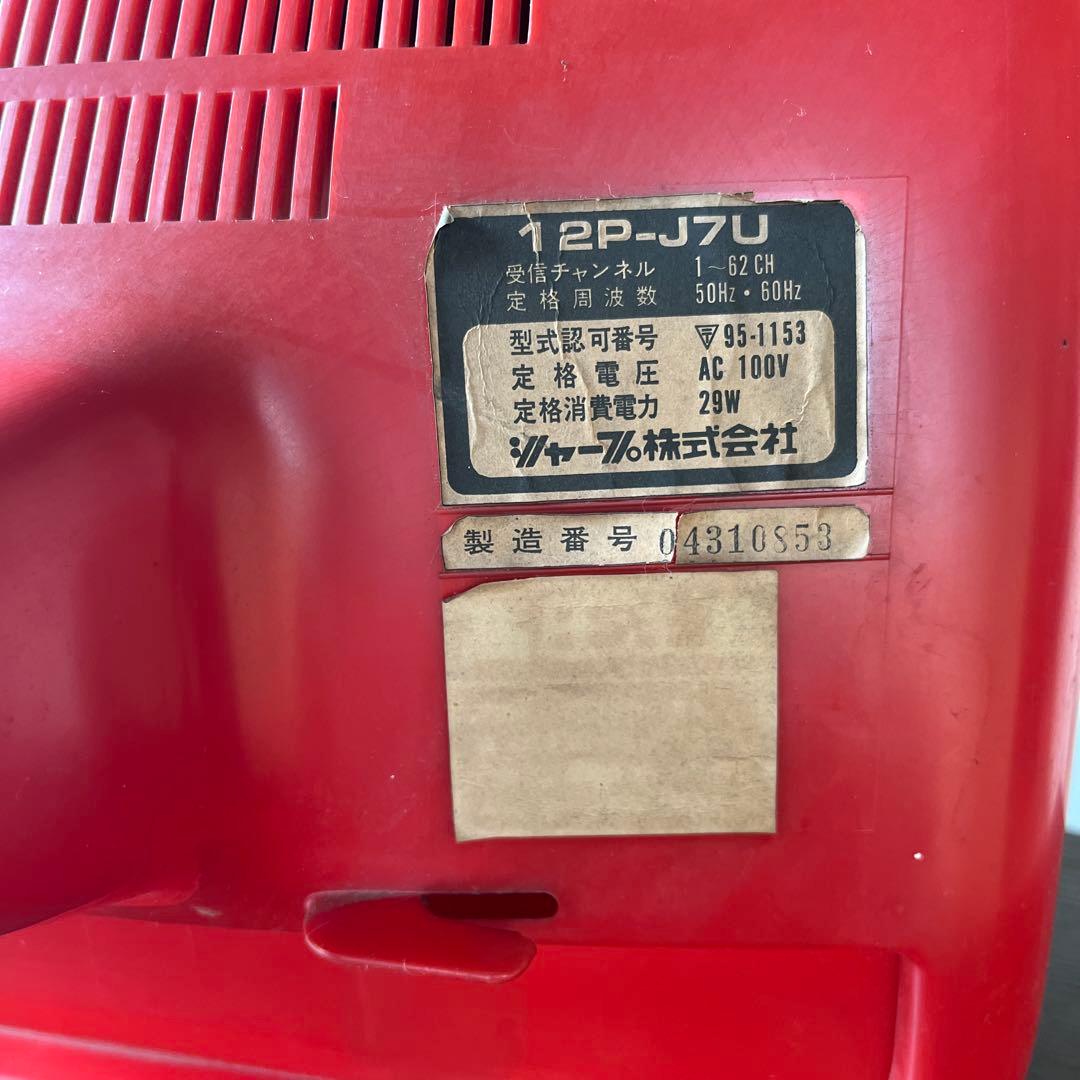 12P-J7U
受信チャンネル 1～62CH
定格周波数 50Hz・60Hz
型式認可番号 95-1153
定格電圧 AC 100V
定格消費電力 29W
シャープ株式会社
製造番号 04310853